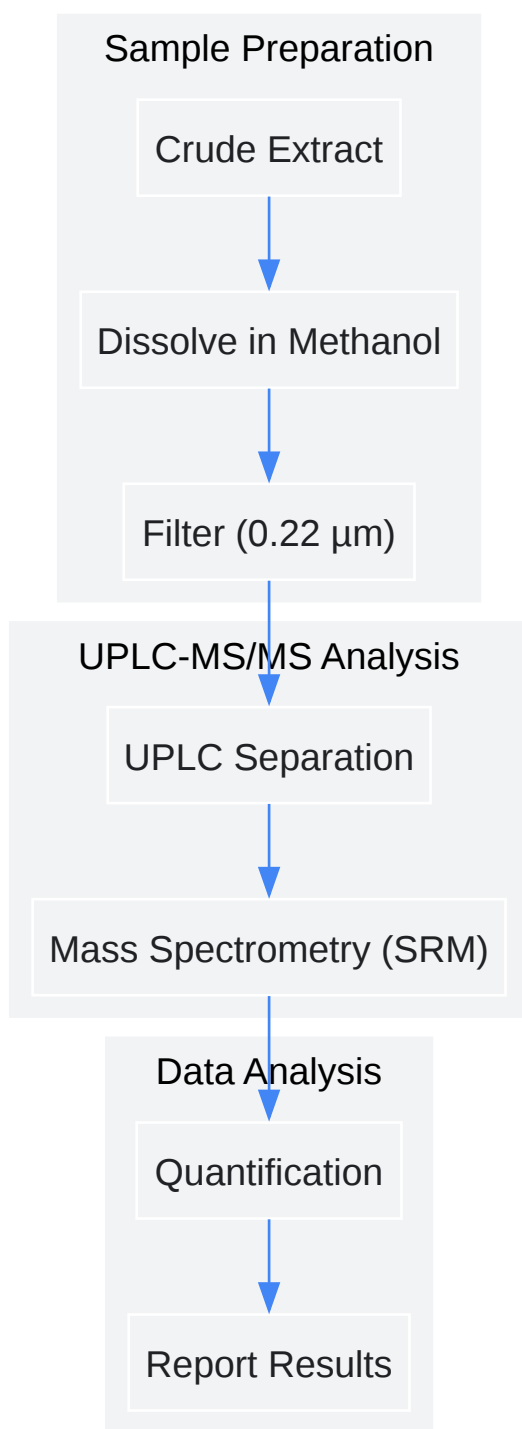 Sample Preparation
Crude Extract
Dissolve in Methanol
Filter (0.22 µm)
UPLC-MS/MS Analysis
UPLC Separation
Mass Spectrometry (SRM)
Data Analysis
Quantification
Report Results